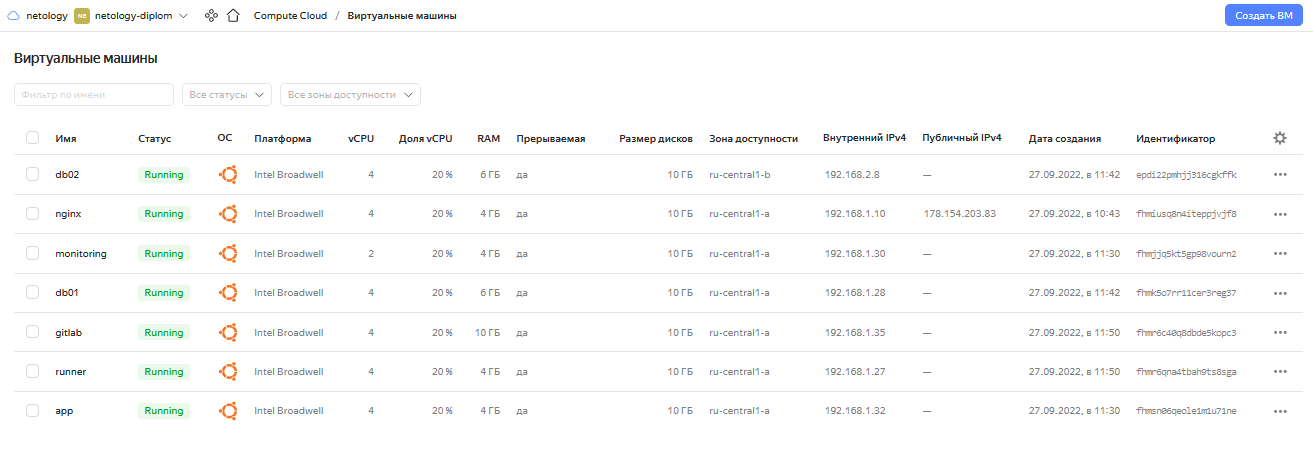 netology NE netology-diplom Compute Cloud / Виртуальные машины Создать ВМ
Виртуальные машины
Фильтр по имени Все статусы Все зоны доступности
Имя Статус ОС Платформа vCPU Доля vCPU RAM Прерываемая Размер дисков Зона доступности Внутренний IPv4 Публичный IPv4 Дата создания Идентификатор
db02 Running Intel Broadwell 4 20 % 6 ГБ да 10 ГБ ru-central1-b 192.168.2.8 — 27.09.2022, в 11:42 epdi22pmhjj316cgkffk
nginx Running Intel Broadwell 4 20 % 4 ГБ да 10 ГБ ru-central1-a 192.168.1.10 178.154.203.83 27.09.2022, в 10:43 fhmiusq8n4iteppjvjf8
monitoring Running Intel Broadwell 2 20 % 4 ГБ да 10 ГБ ru-central1-a 192.168.1.30 — 27.09.2022, в 11:30 fhmjjq5kt5gp98vourn2
db01 Running Intel Broadwell 4 20 % 6 ГБ да 10 ГБ ru-central1-a 192.168.1.28 — 27.09.2022, в 11:42 fhmk5o7rr11cer3reg37
gitlab Running Intel Broadwell 4 20 % 10 ГБ да 10 ГБ ru-central1-a 192.168.1.35 — 27.09.2022, в 11:50 fhmr6c40q8dbde5kopc3
runner Running Intel Broadwell 4 20 % 4 ГБ да 10 ГБ ru-central1-a 192.168.1.27 — 27.09.2022, в 11:50 fhmr6qna4tbah9ts8sga
app Running Intel Broadwell 4 20 % 4 ГБ да 10 ГБ ru-central1-a 192.168.1.32 — 27.09.2022, в 11:30 fhmsn06qeole1m1u71ne